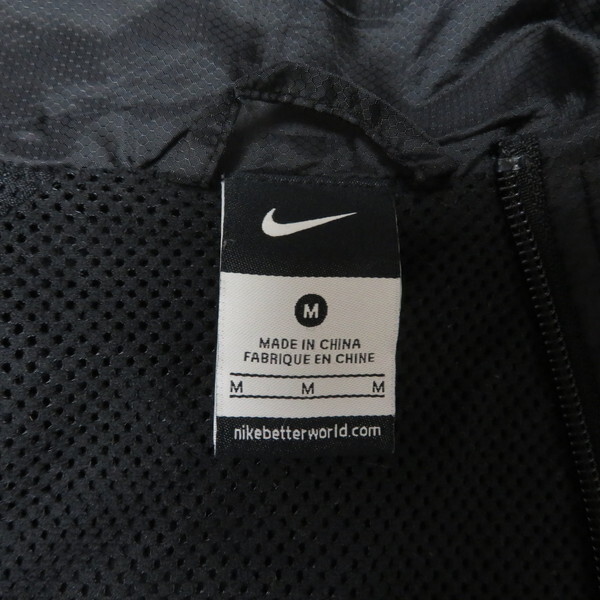 M
MADE IN CHINA
FABRIQUE EN CHINE
M M M
nikebetterworld.com